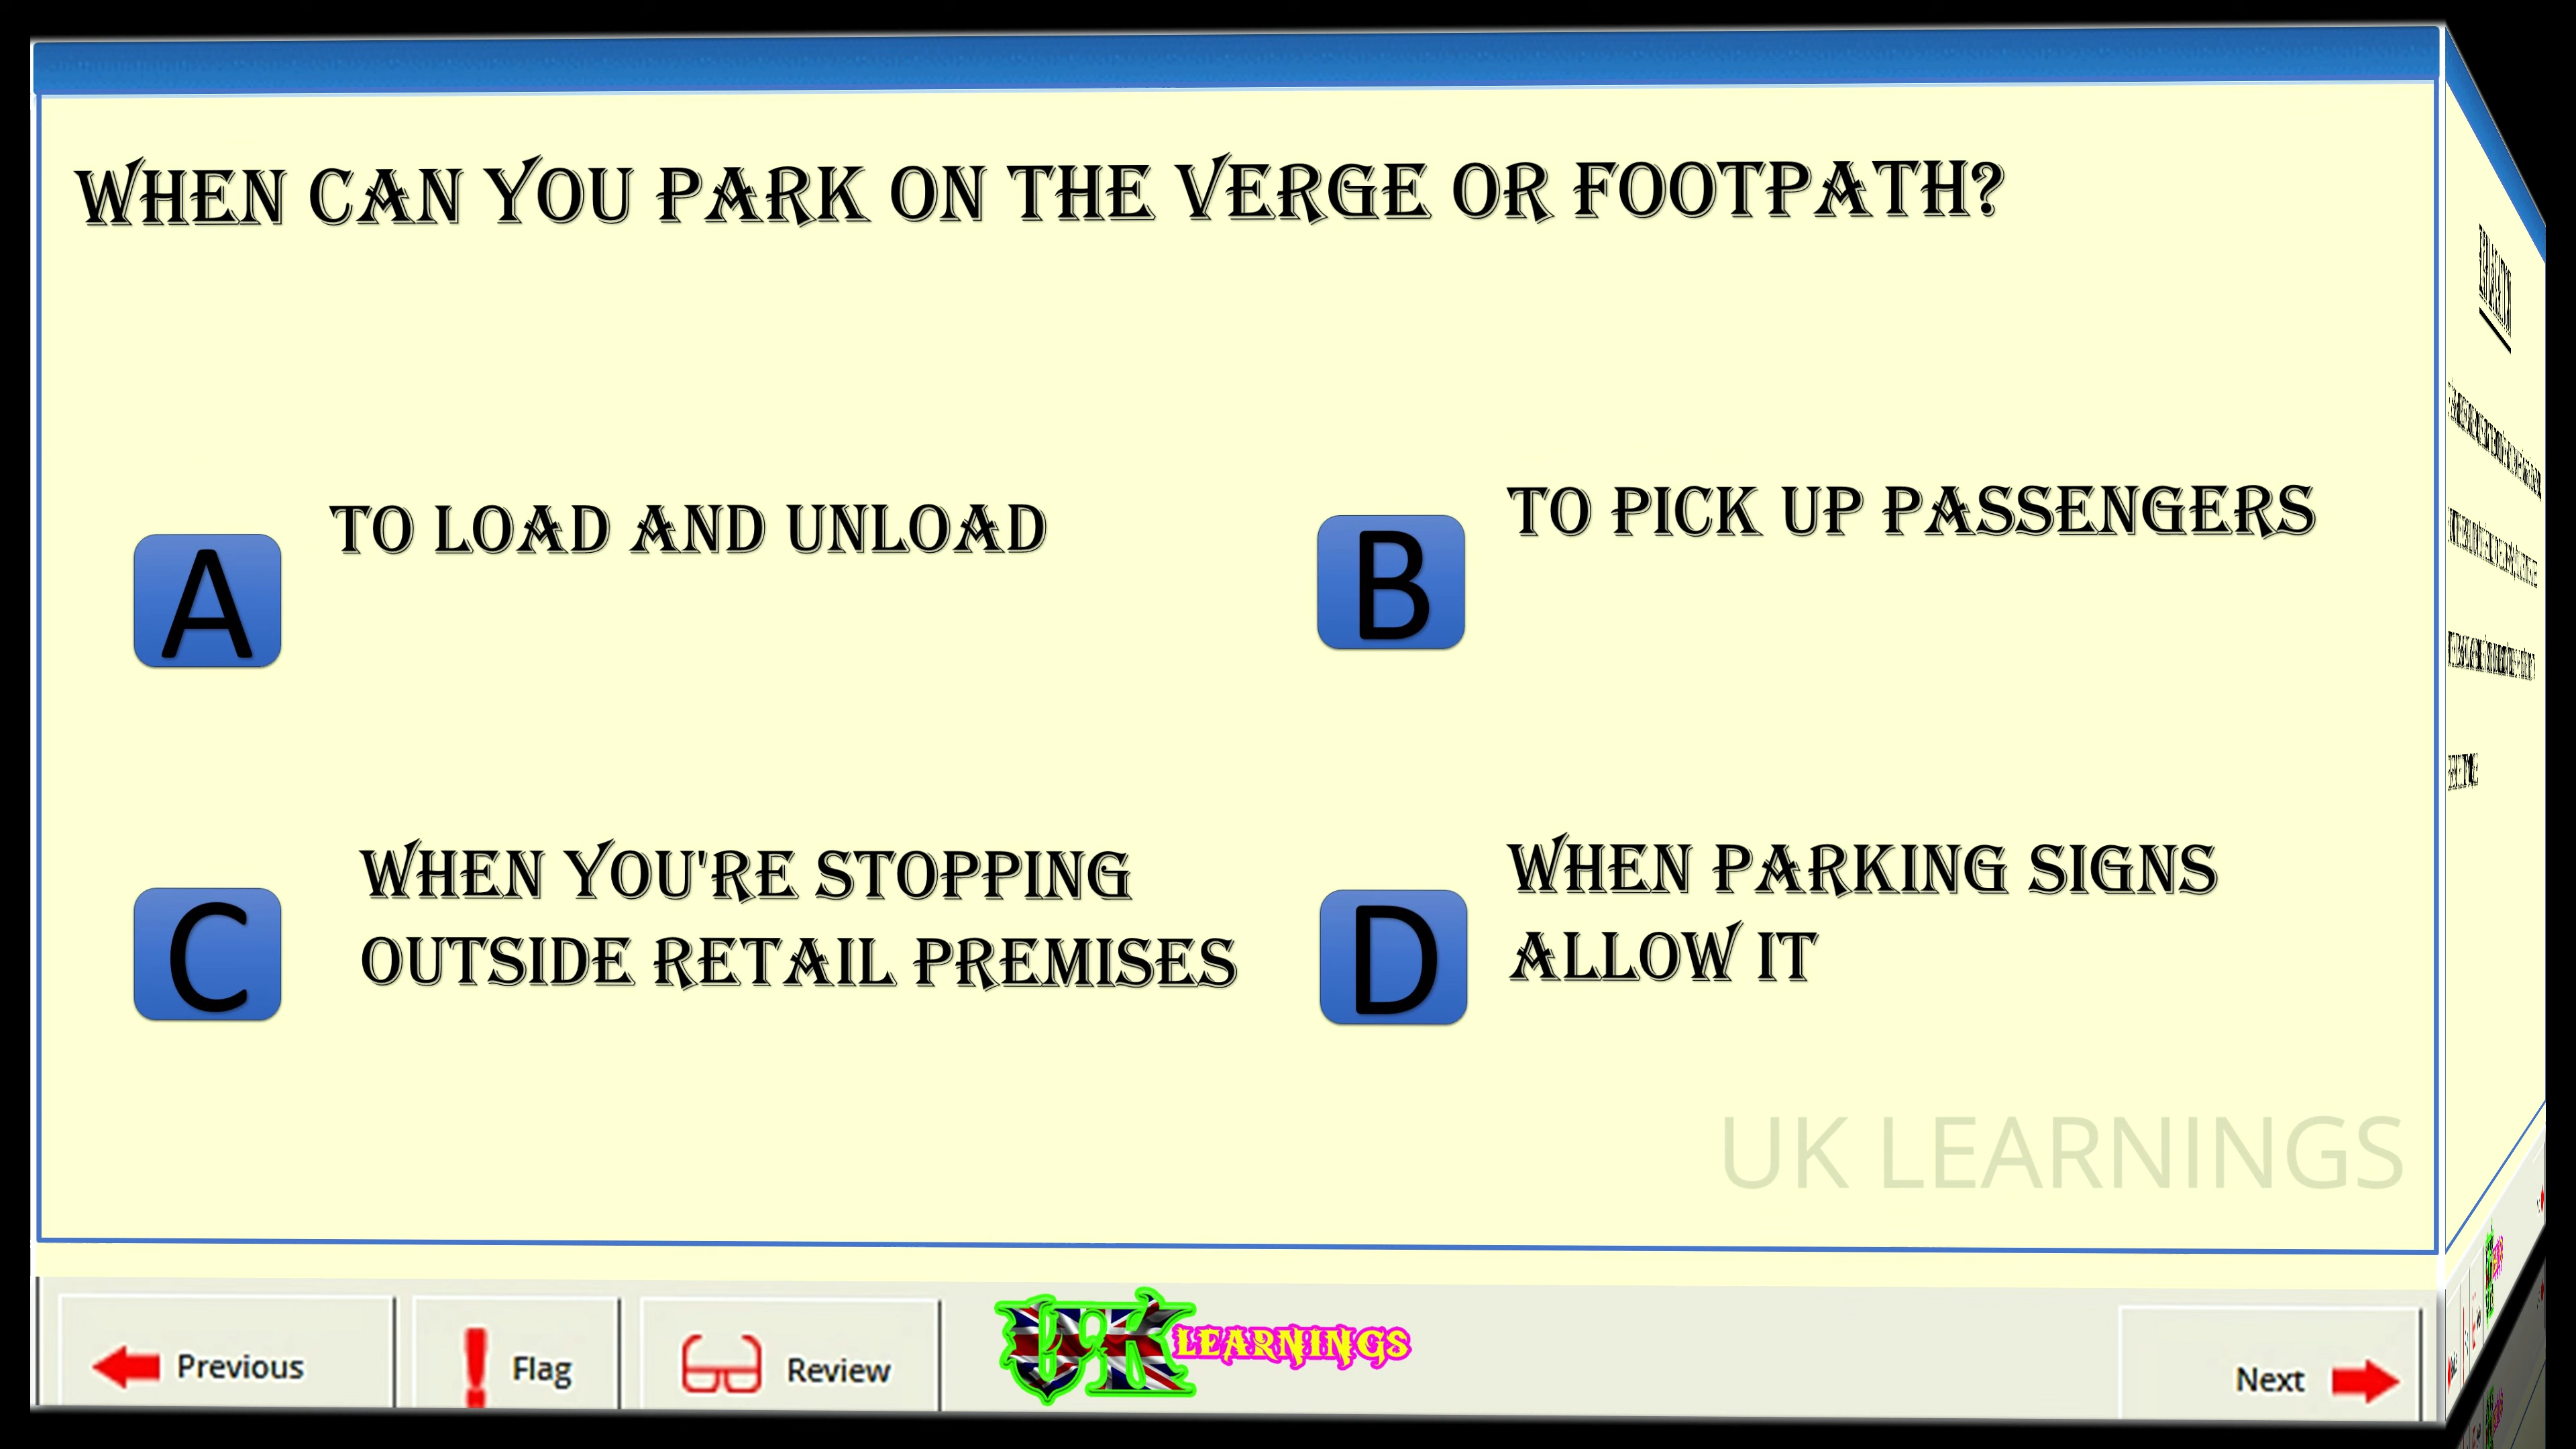 WHEN CAN YOU PARK ON THE VERGE OR FOOTPATH?
A
TO LOAD AND UNLOAD
B
TO PICK UP PASSENGERS
C
WHEN YOU'RE STOPPING
OUTSIDE RETAIL PREMISES
D
WHEN PARKING SIGNS
ALLOW IT
UK LEARNINGS
Previous
Flag
Review
UK LEARNINGS
Next